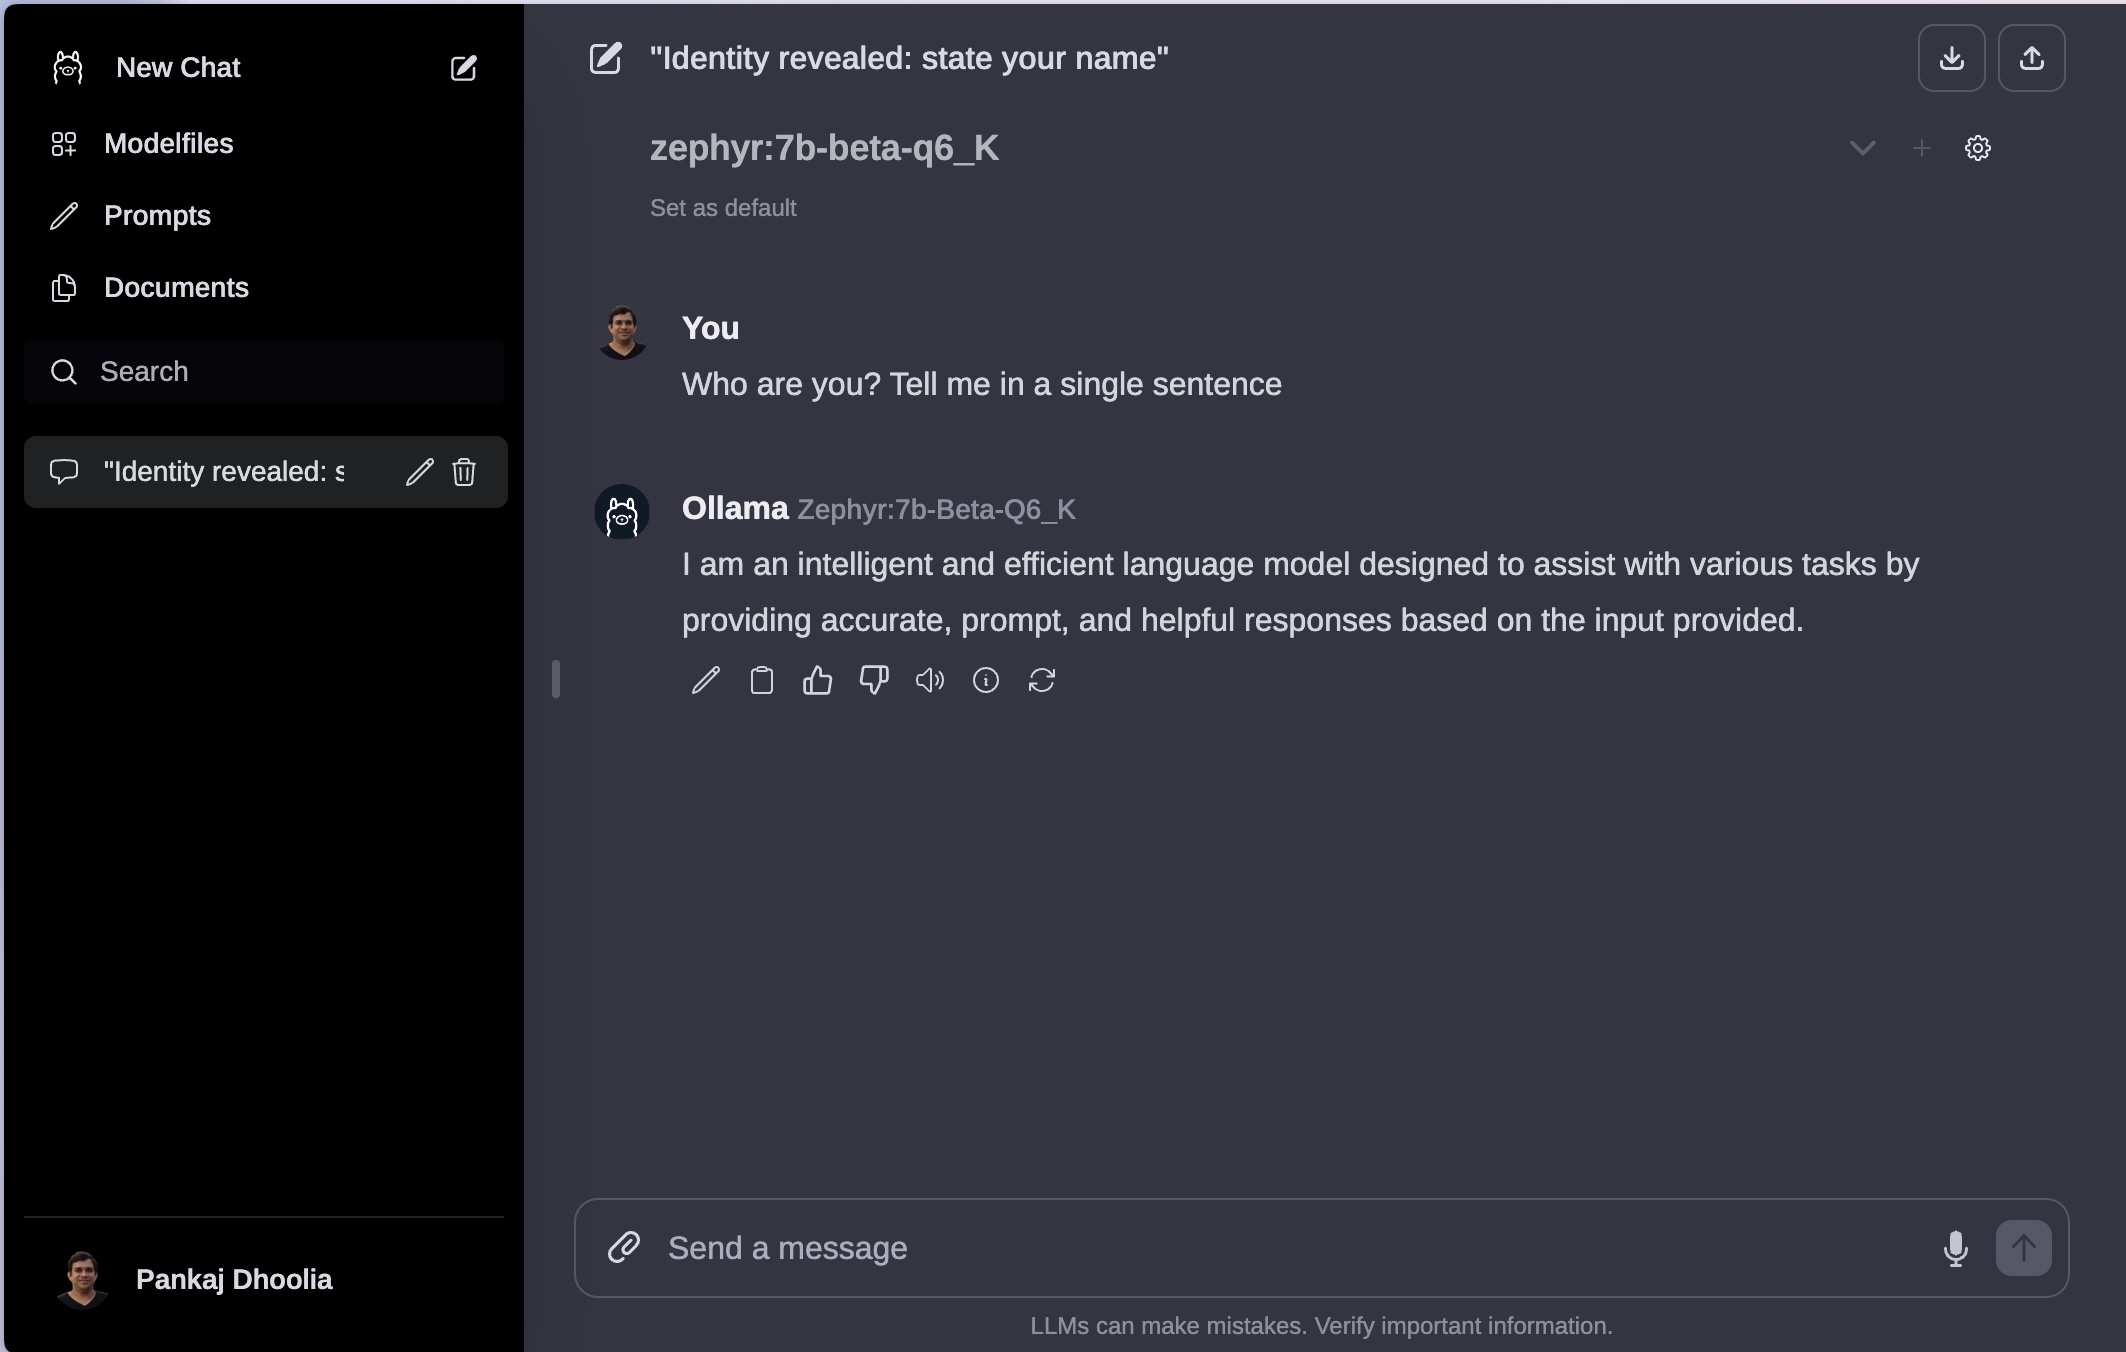 New Chat
Modelfiles
Prompts
Documents
Search
"Identity revealed: s
Pankaj Dhoolia
"Identity revealed: state your name"
zephyr:7b-beta-q6_K
Set as default
You
Who are you? Tell me in a single sentence
Ollama Zephyr:7b-Beta-Q6_K
I am an intelligent and efficient language model designed to assist with various tasks by
providing accurate, prompt, and helpful responses based on the input provided.
Send a message
LLMs can make mistakes. Verify important information.